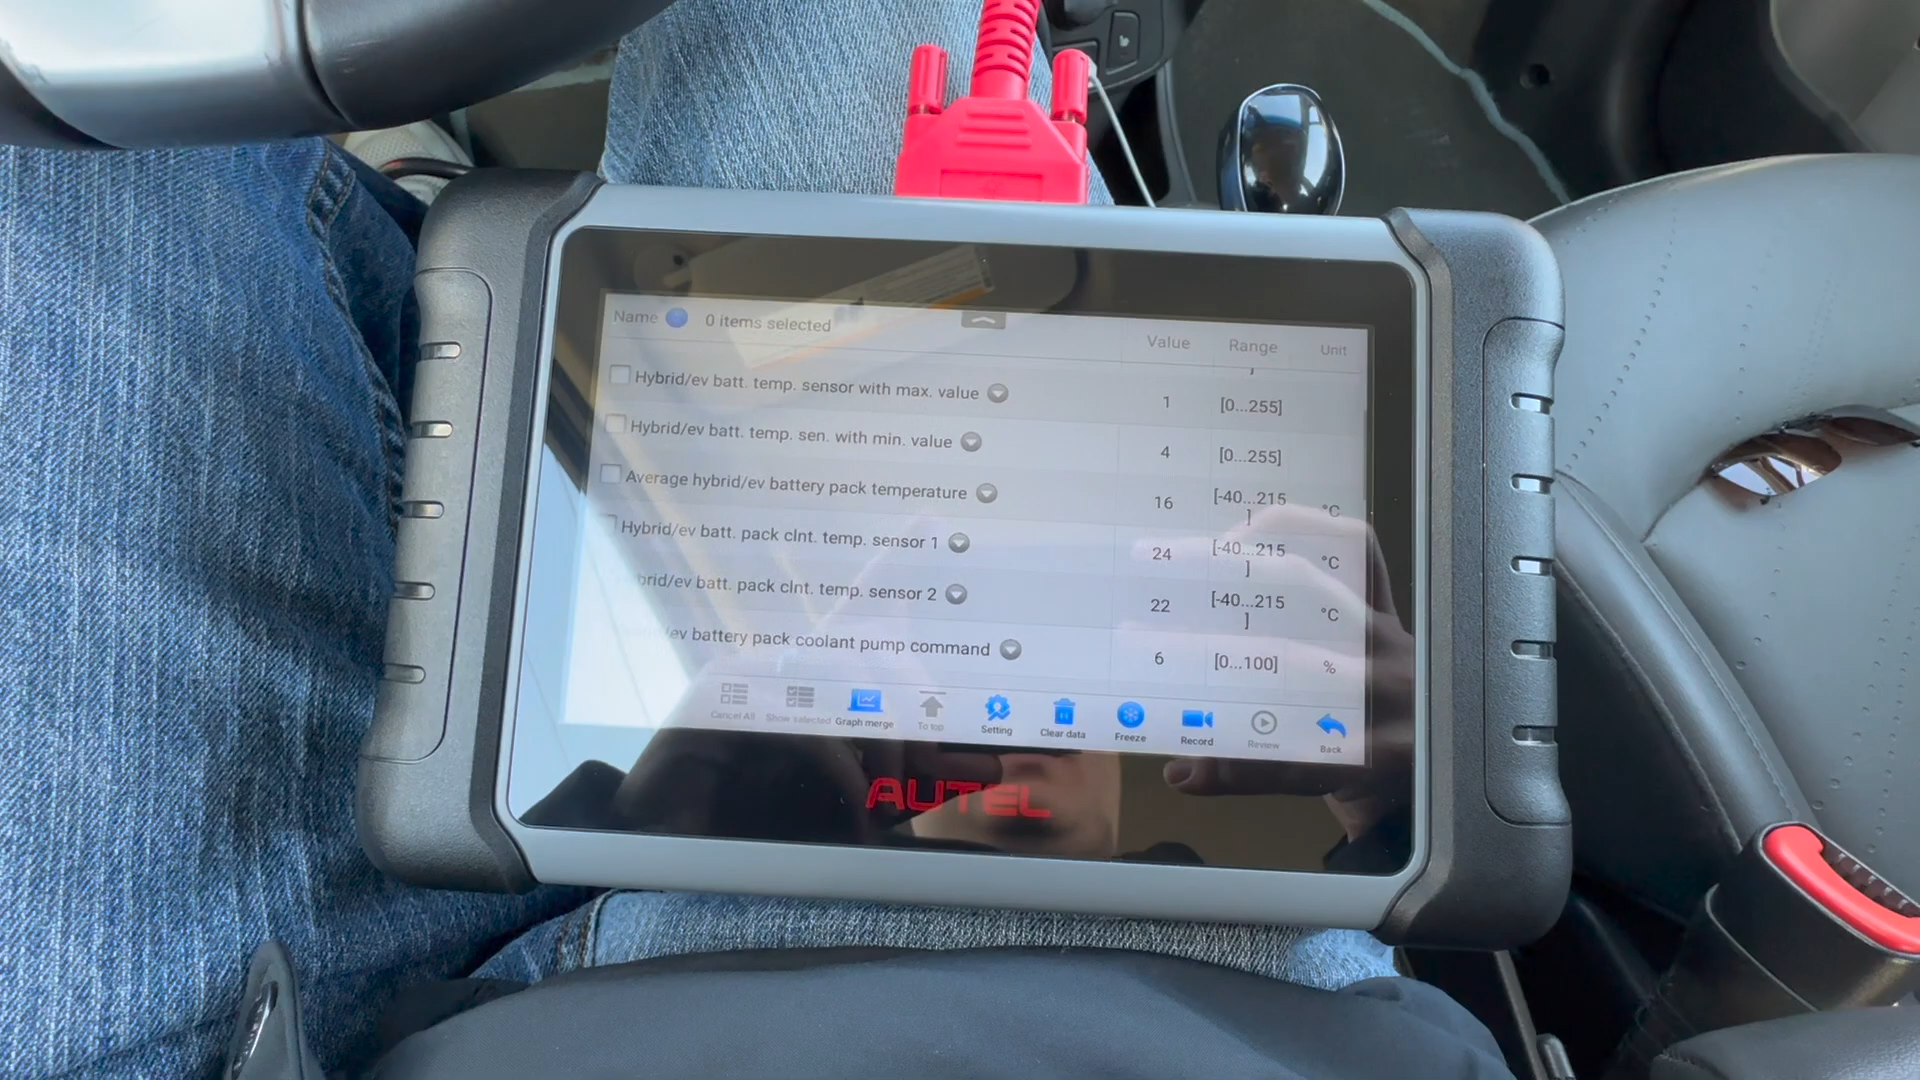 Name 0 items selected Value Range Unit
]
Hybrid/ev batt. temp. sensor with max. value 1 [0...255]
Hybrid/ev batt. temp. sen. with min. value 4 [0...255]
Average hybrid/ev battery pack temperature 16 [-40...215
] °C
Hybrid/ev batt. pack clnt. temp. sensor 1 24 [-40...215
] °C
brid/ev batt. pack clnt. temp. sensor 2 22 [-40...215
] °C
ev battery pack coolant pump command 6 [0...100] %
Cancel All Show selected Graph merge To top Setting Clear data Freeze Record Review Back
AUTEL